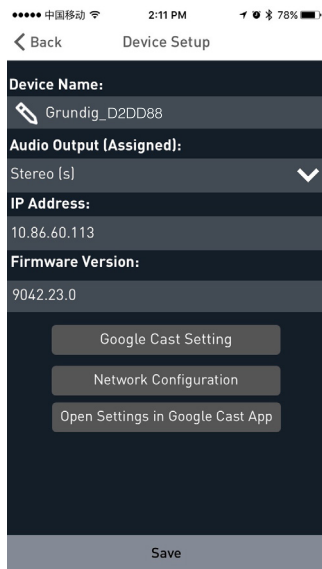 中国移动 2:11 PM 78%
Back Device Setup
Device Name:
Grundig_D2DD88
Audio Output (Assigned):
Stereo (s)
IP Address:
10.86.60.113
Firmware Version:
9042.23.0
Google Cast Setting
Network Configuration
Open Settings in Google Cast App
Save